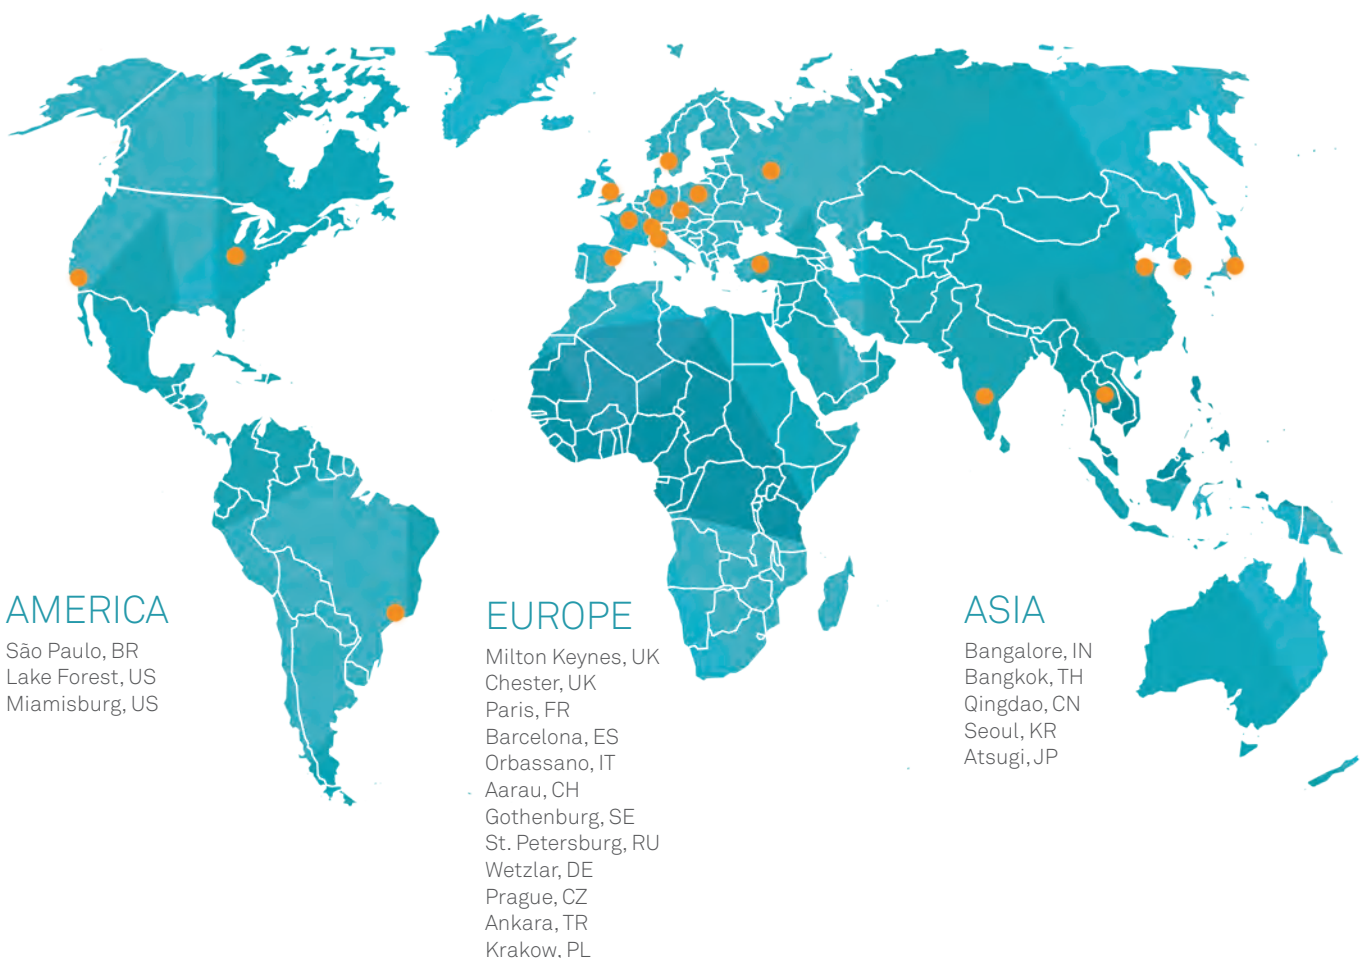 AMERICA
São Paulo, BR
Lake Forest, US
Miamisburg, US
EUROPE
Milton Keynes, UK
Chester, UK
Paris, FR
Barcelona, ES
Orbassano, IT
Aarau, CH
Gothenburg, SE
St. Petersburg, RU
Wetzlar, DE
Prague, CZ
Ankara, TR
Krakow, PL
ASIA
Bangalore, IN
Bangkok, TH
Qingdao, CN
Seoul, KR
Atsugi, JP